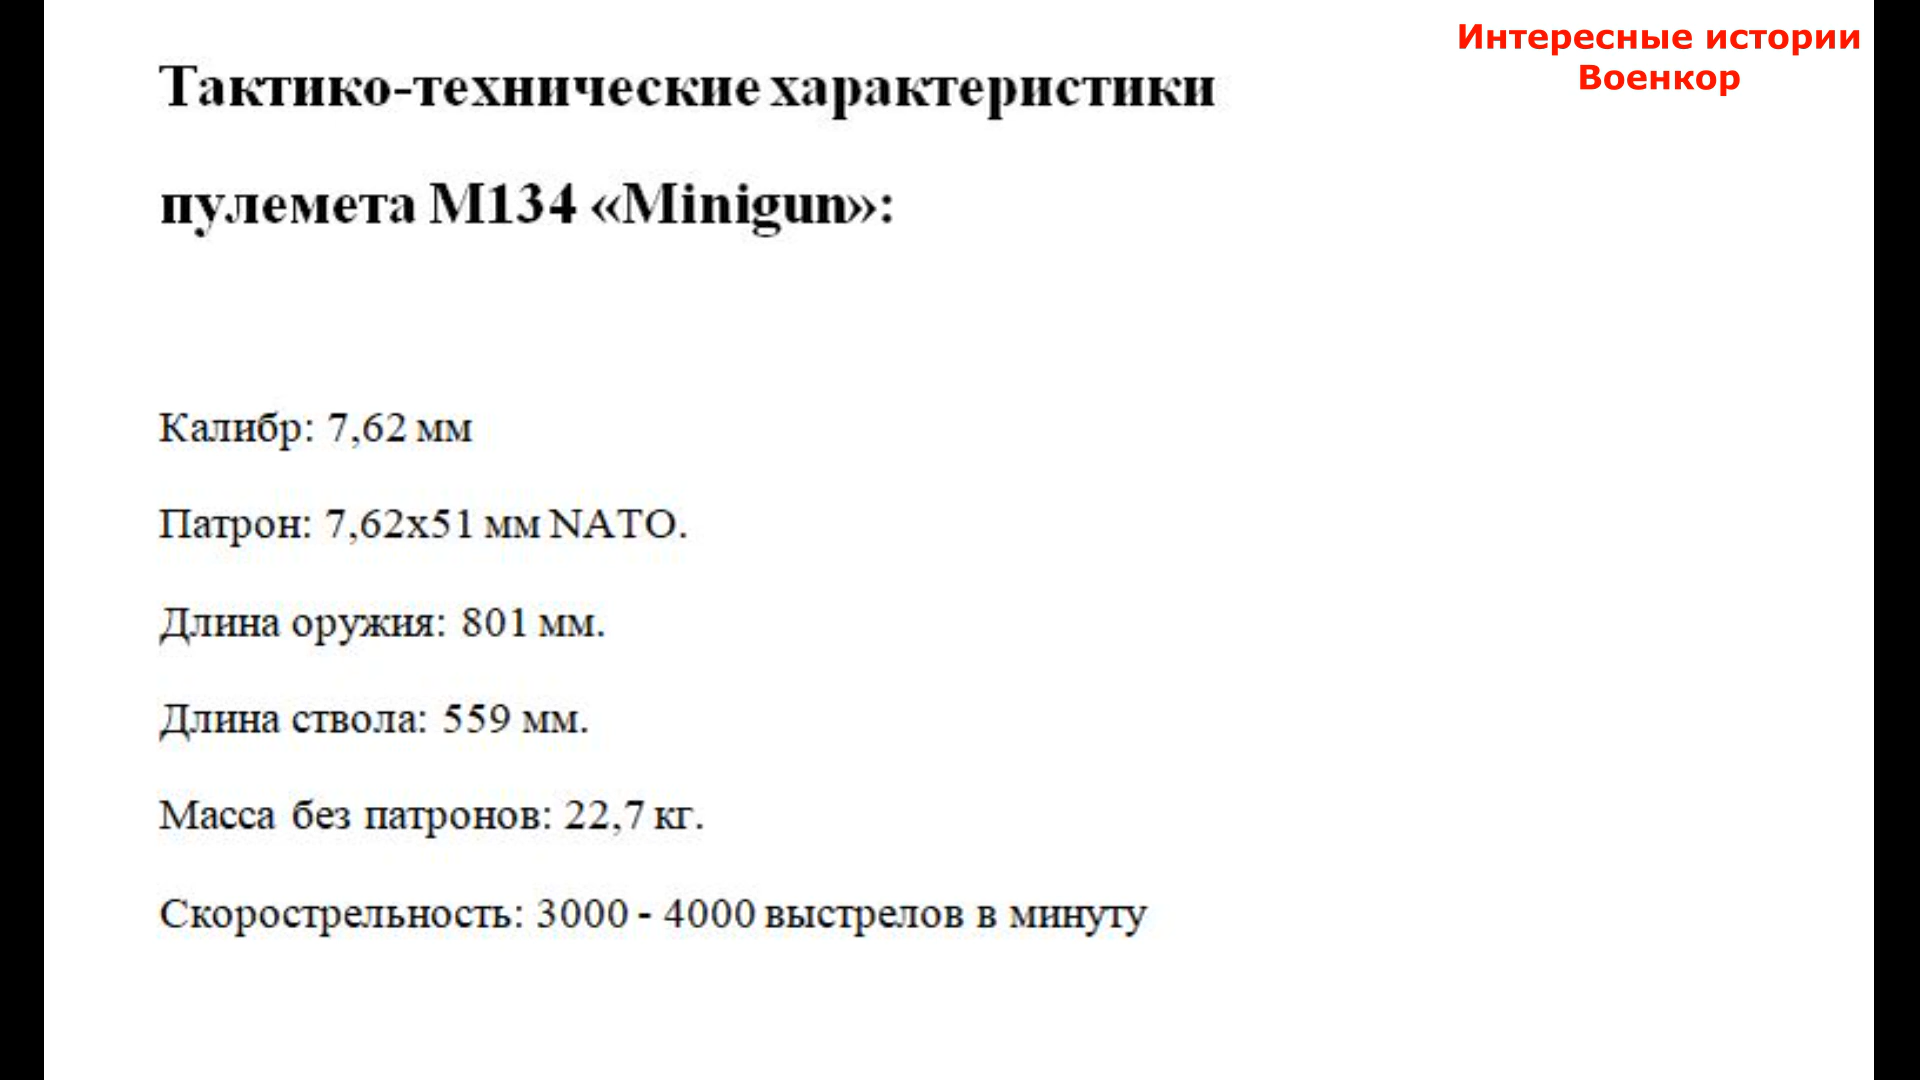 Интересные истории
Военкор
Тактико-технические характеристики
пулемета М134 «Minigun»:
Калибр: 7,62 мм
Патрон: 7,62х51 мм NATO.
Длина оружия: 801 мм.
Длина ствола: 559 мм.
Масса без патронов: 22,7 кг.
Скорострельность: 3000 - 4000 выстрелов в минуту